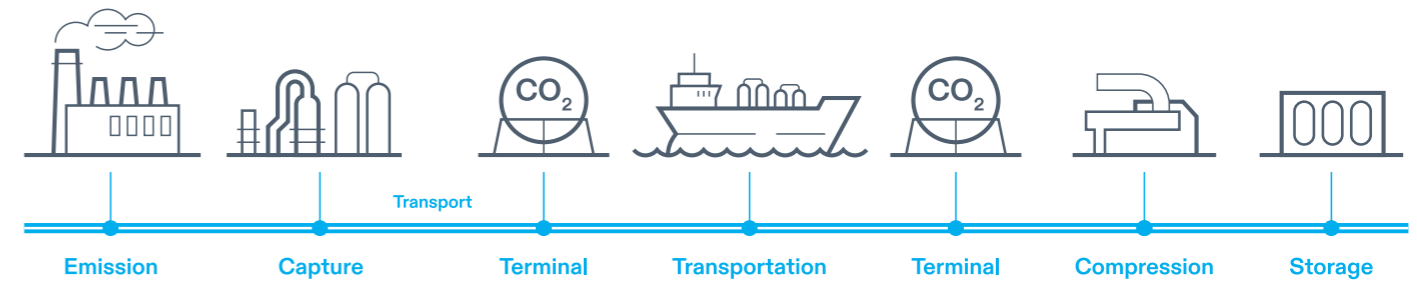 CO₂
CO₂
Transport
Emission
Capture
Terminal
Transportation
Terminal
Compression
Storage